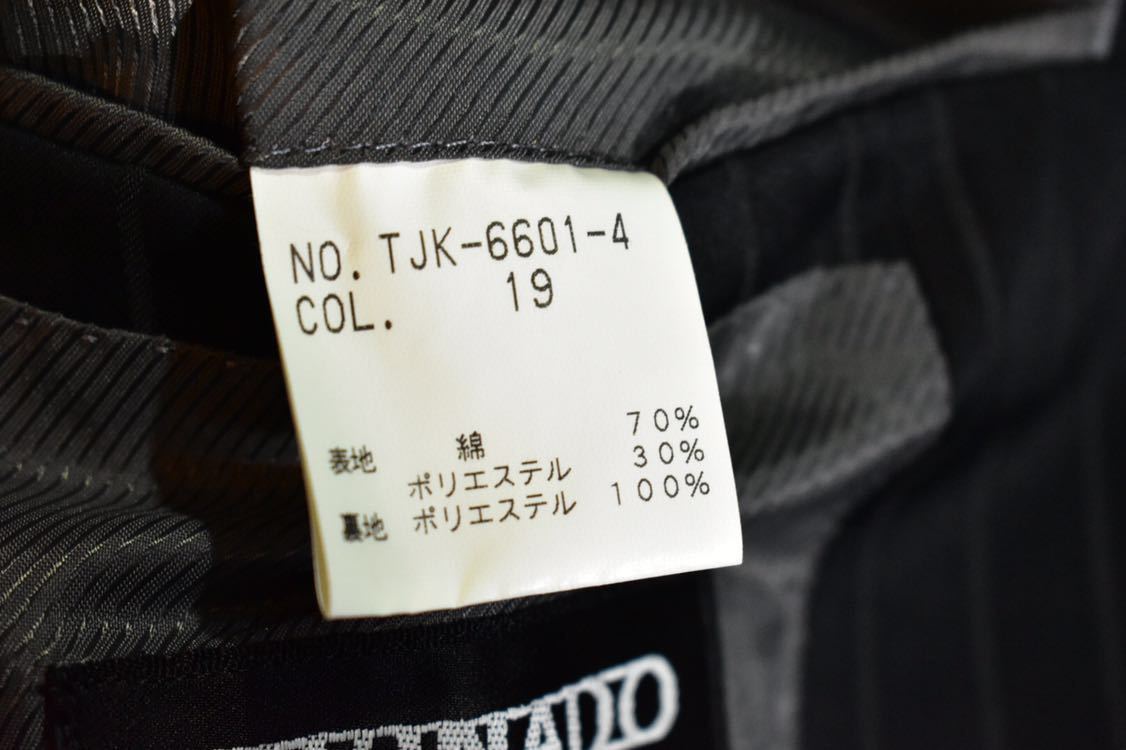 NO. TJK-6601-4
COL. 19
表地 綿 70%
ポリエステル 30%
裏地 ポリエステル 100%